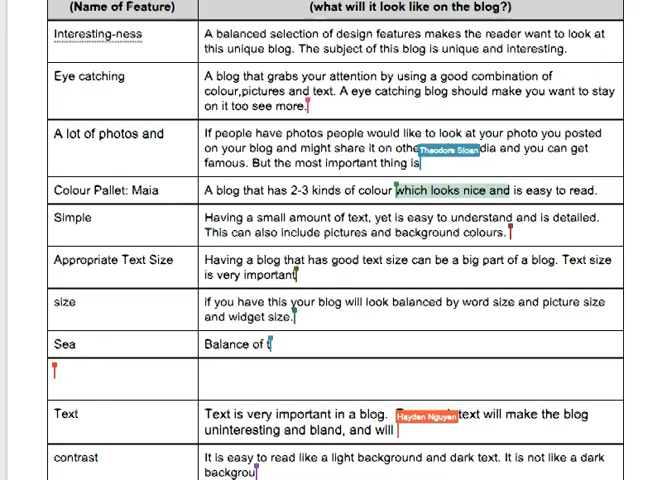 (Name of Feature) (what will it look like on the blog?)
Interesting-ness A balanced selection of design features makes the reader want to look at
this unique blog. The subject of this blog is unique and interesting.
Eye catching A blog that grabs your attention by using a good combination of
colour,pictures and text. A eye catching blog should make you want to stay
on it too see more.
A lot of photos and If people have photos people would like to look at your photo you posted
on your blog and might share it on othe Theodore Sloan dia and you can get
famous. But the most important thing is
Colour Pallet: Maia A blog that has 2-3 kinds of colour which looks nice and is easy to read.
Simple Having a small amount of text, yet is easy to understand and is detailed.
This can also include pictures and background colours.
Appropriate Text Size Having a blog that has good text size can be a big part of a blog. Text size
is very important
size if you have this your blog will look balanced by word size and picture size
and widget size.
Sea Balance of t
Text Text is very important in a blog. Hayden Nguyen text will make the blog
uninteresting and bland, and will
contrast It is easy to read like a light background and dark text. It is not like a dark
backgrou